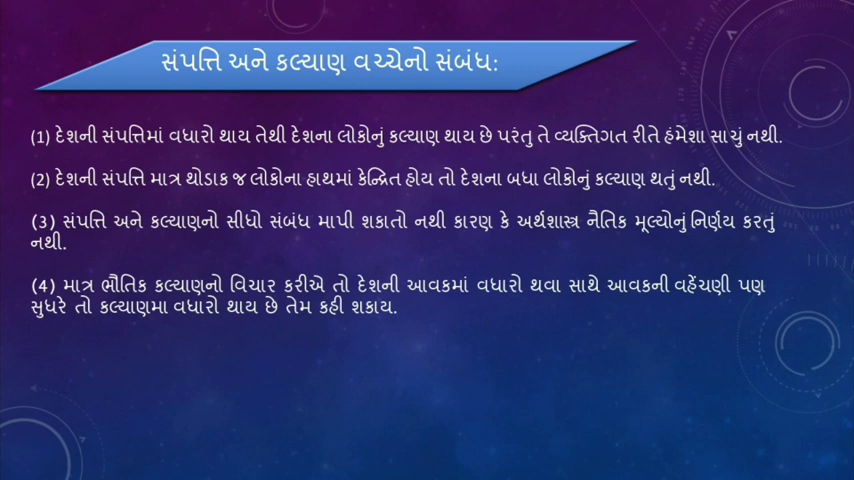 સંપત્તિ અને કલ્યાણ વચ્ચેનો સંબંધ:
(1) દેશની સંપત્તિમાં વધારો થાય તેથી દેશના લોકોનું કલ્યાણ થાય છે પરંતુ તે વ્યક્તિગત રીતે હંમેશા સાચું નથી.
(2) દેશની સંપત્તિ માત્ર થોડાક જ લોકોના હાથમાં કેન્દ્રિત હોય તો દેશના બધા લોકોનું કલ્યાણ થતું નથી.
(3) સંપત્તિ અને કલ્યાણનો સીધો સંબંધ માપી શકાતો નથી કારણ કે અર્થશાસ્ત્ર નૈતિક મૂલ્યોનું નિર્ણય કરતું
નથી.
(4) માત્ર ભૌતિક કલ્યાણનો વિચાર કરીએ તો દેશની આવકમાં વધારો થવા સાથે આવકની વહેંચણી પણ
સુધરે તો કલ્યાણમા વધારો થાય છે તેમ કહી શકાય.